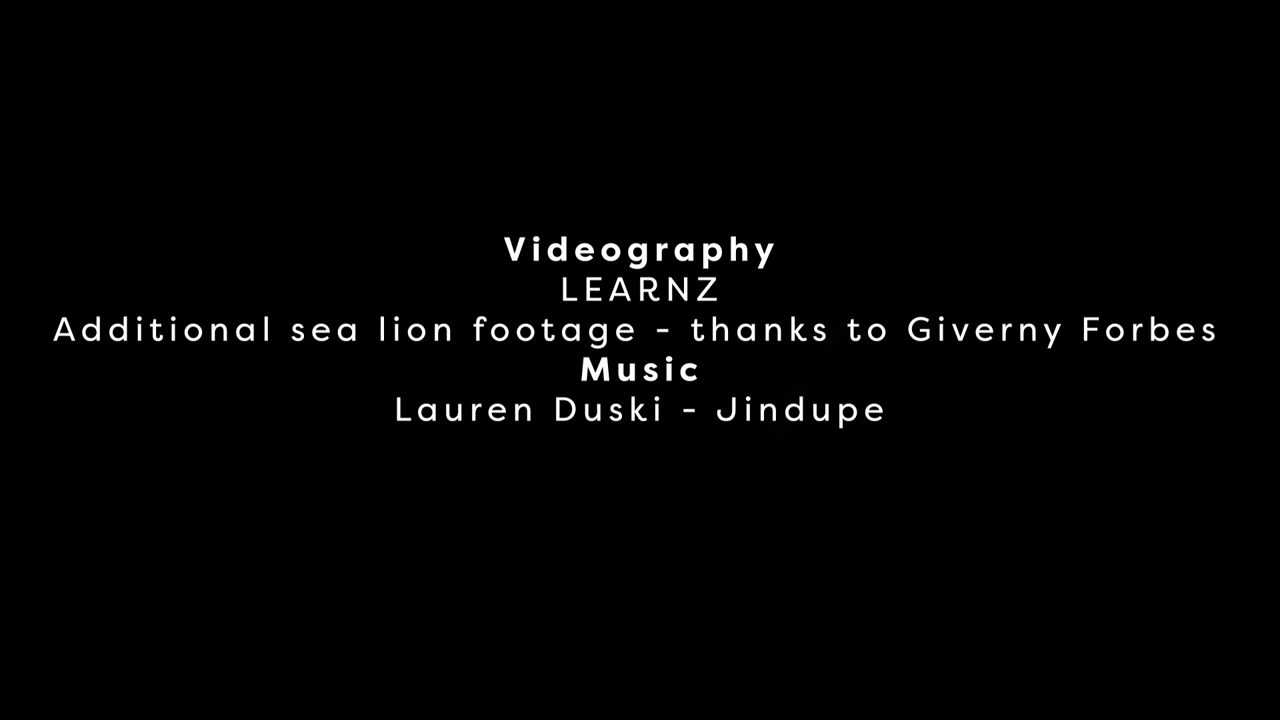 Videography
LEARNZ
Additional sea lion footage - thanks to Giverny Forbes
Music
Lauren Duski - Jindupe